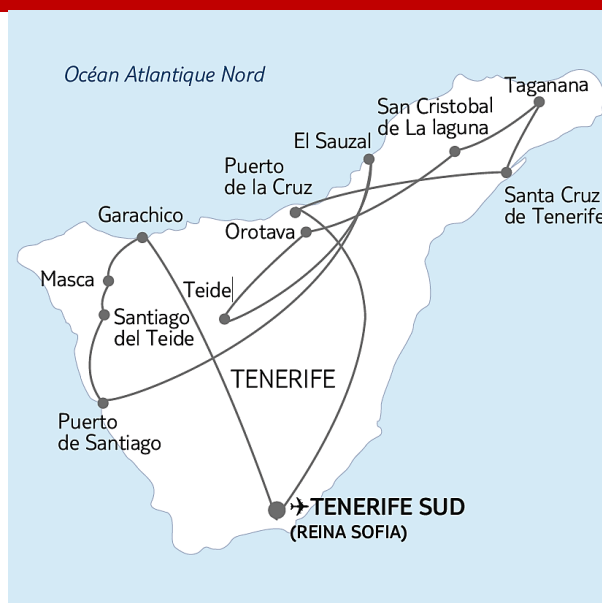 Océan Atlantique Nord
Taganana
San Cristobal
de La laguna
El Sauzal
Puerto
de la Cruz
Santa Cruz
de Tenerife
Garachico
Orotava
Masca
Teide
Santiago
del Teide
TENERIFE
Puerto
de Santiago
TENERIFE SUD
(REINA SOFIA)